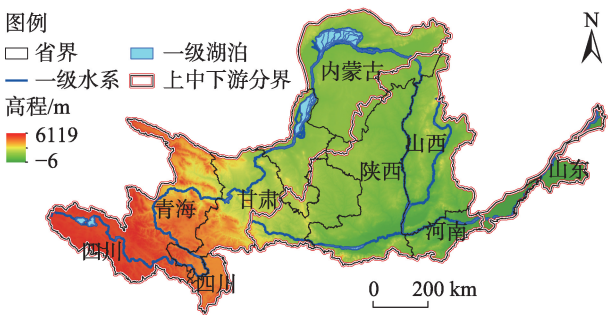 图例
省界
一级湖泊
一级水系
上中下游分界
高程/m
6119
−6
N
内蒙古
山西
陕西
山东
甘肃
青海
河南
四川
四川
0 200 km